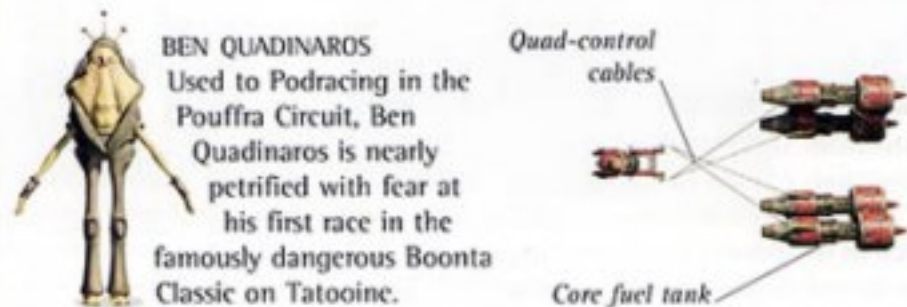 BEN QUADINAROS
Used to Podracing in the
Pouffra Circuit, Ben
Quadinaros is nearly
petrified with fear at
his first race in the
famously dangerous Boonta
Classic on Tatooine.
Quad-control
cables
Core fuel tank